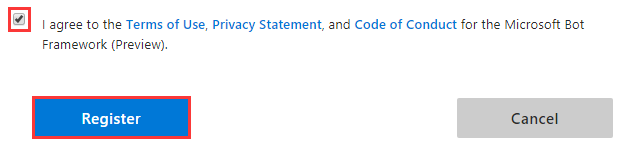 I agree to the Terms of Use, Privacy Statement, and Code of Conduct for the Microsoft Bot
Framework (Preview).
Register
Cancel